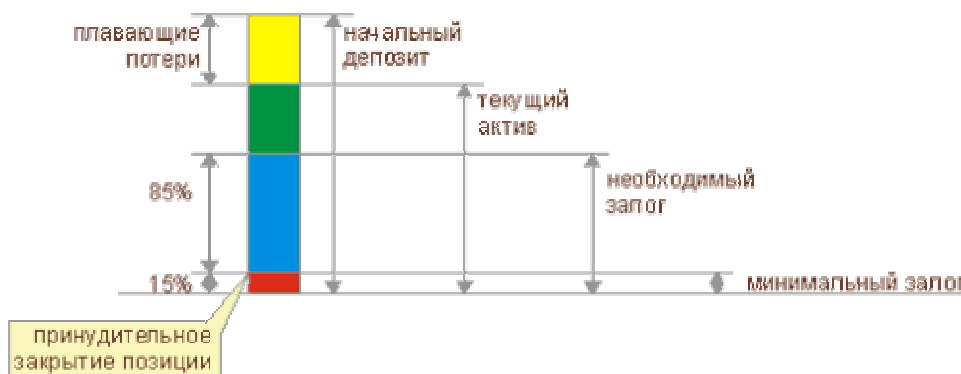 плавающие
потери
начальный
депозит
текущий
актив
85%
необходимый
залог
15%
минимальный залог
принудительное
закрытие позиции